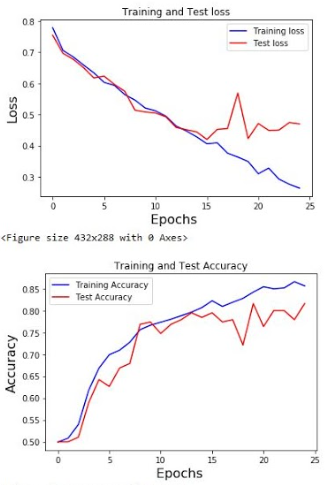 Training and Test loss
0.8
0.7
0.6
0.5
0.4
0.3
Loss
Training loss
Test loss
0 5 10 15 20 25
Epochs
<Figure size 432x288 with 0 Axes>
Training and Test Accuracy
0.85
0.80
0.75
0.70
0.65
0.60
0.55
0.50
Accuracy
Training Accuracy
Test Accuracy
0 5 10 15 20 25
Epochs